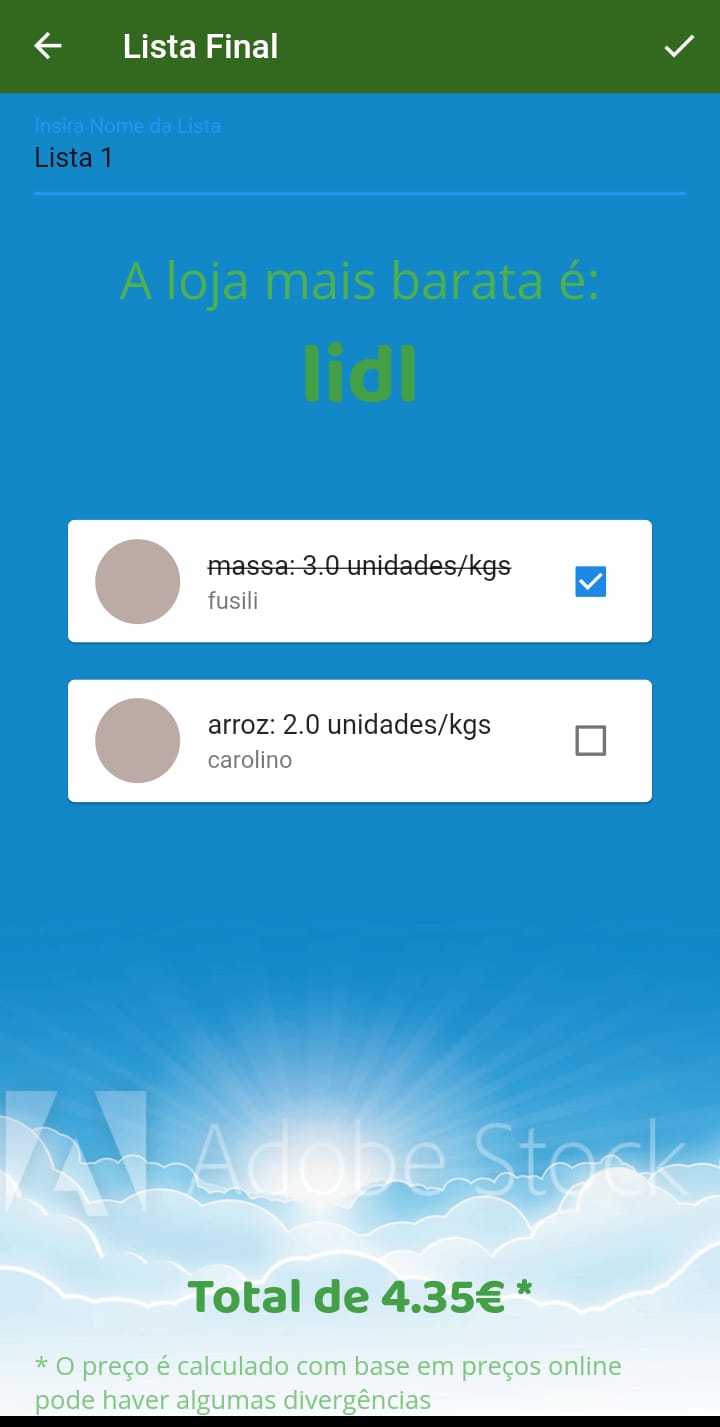 Lista Final
Insira Nome da Lista
Lista 1
A loja mais barata é:
lidl
massa: 3.0 unidades/kgs
fusili
arroz: 2.0 unidades/kgs
carolino
Adobe Stock
Total de 4.35€ *
* O preço é calculado com base em preços online
pode haver algumas divergências